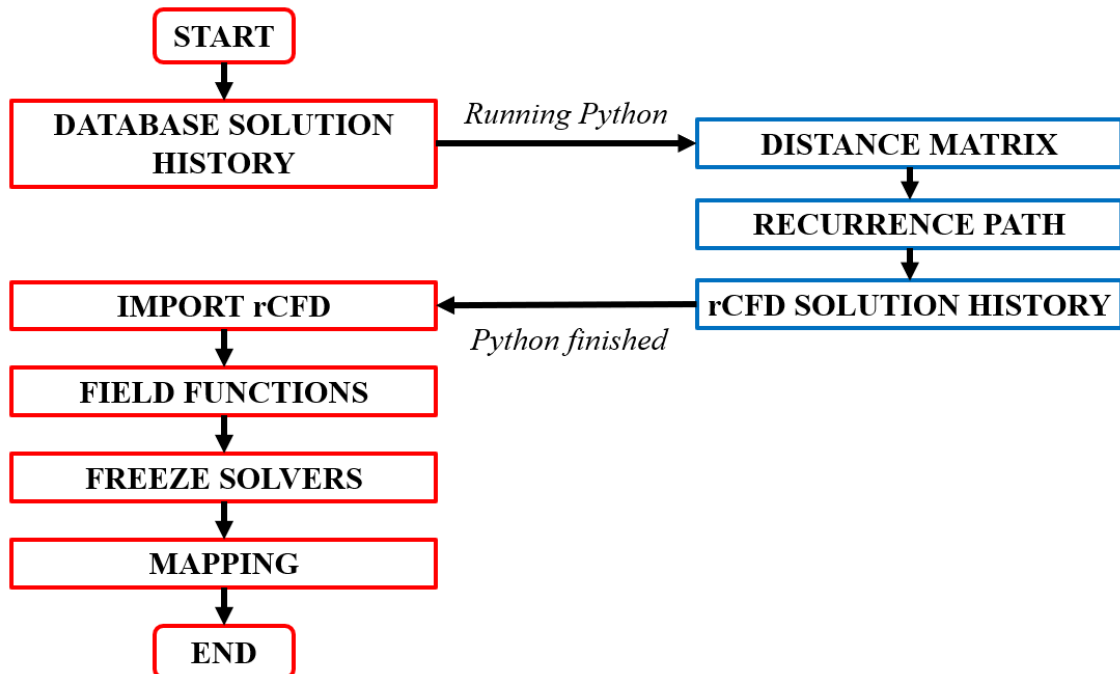 START
DATABASE SOLUTION
HISTORY
Running Python
DISTANCE MATRIX
RECURRENCE PATH
rCFD SOLUTION HISTORY
Python finished
IMPORT rCFD
FIELD FUNCTIONS
FREEZE SOLVERS
MAPPING
END